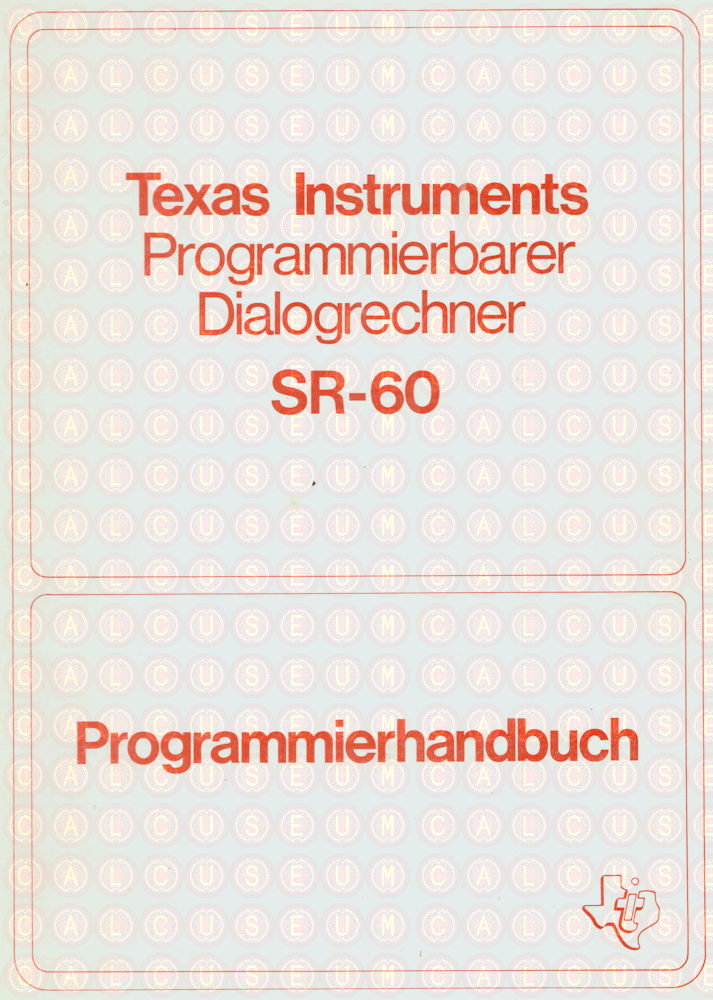 Texas Instruments
Programmierbarer
Dialogrechner
SR-60
Programmierhandbuch